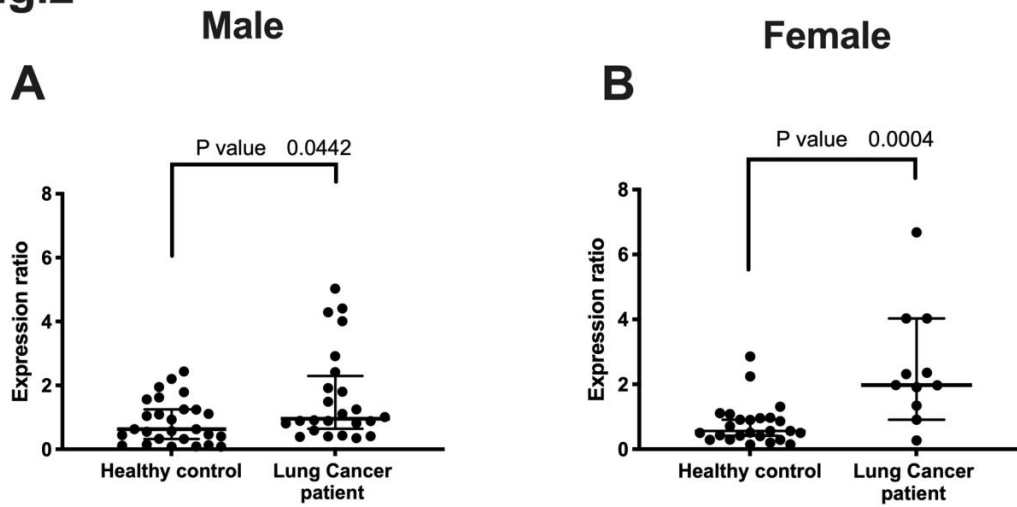 Male
Female
A
B
P value 0.0442
P value 0.0004
Expression ratio
8
6
4
2
0
Healthy control
Lung Cancer
patient
Expression ratio
8
6
4
2
0
Healthy control
Lung Cancer
patient